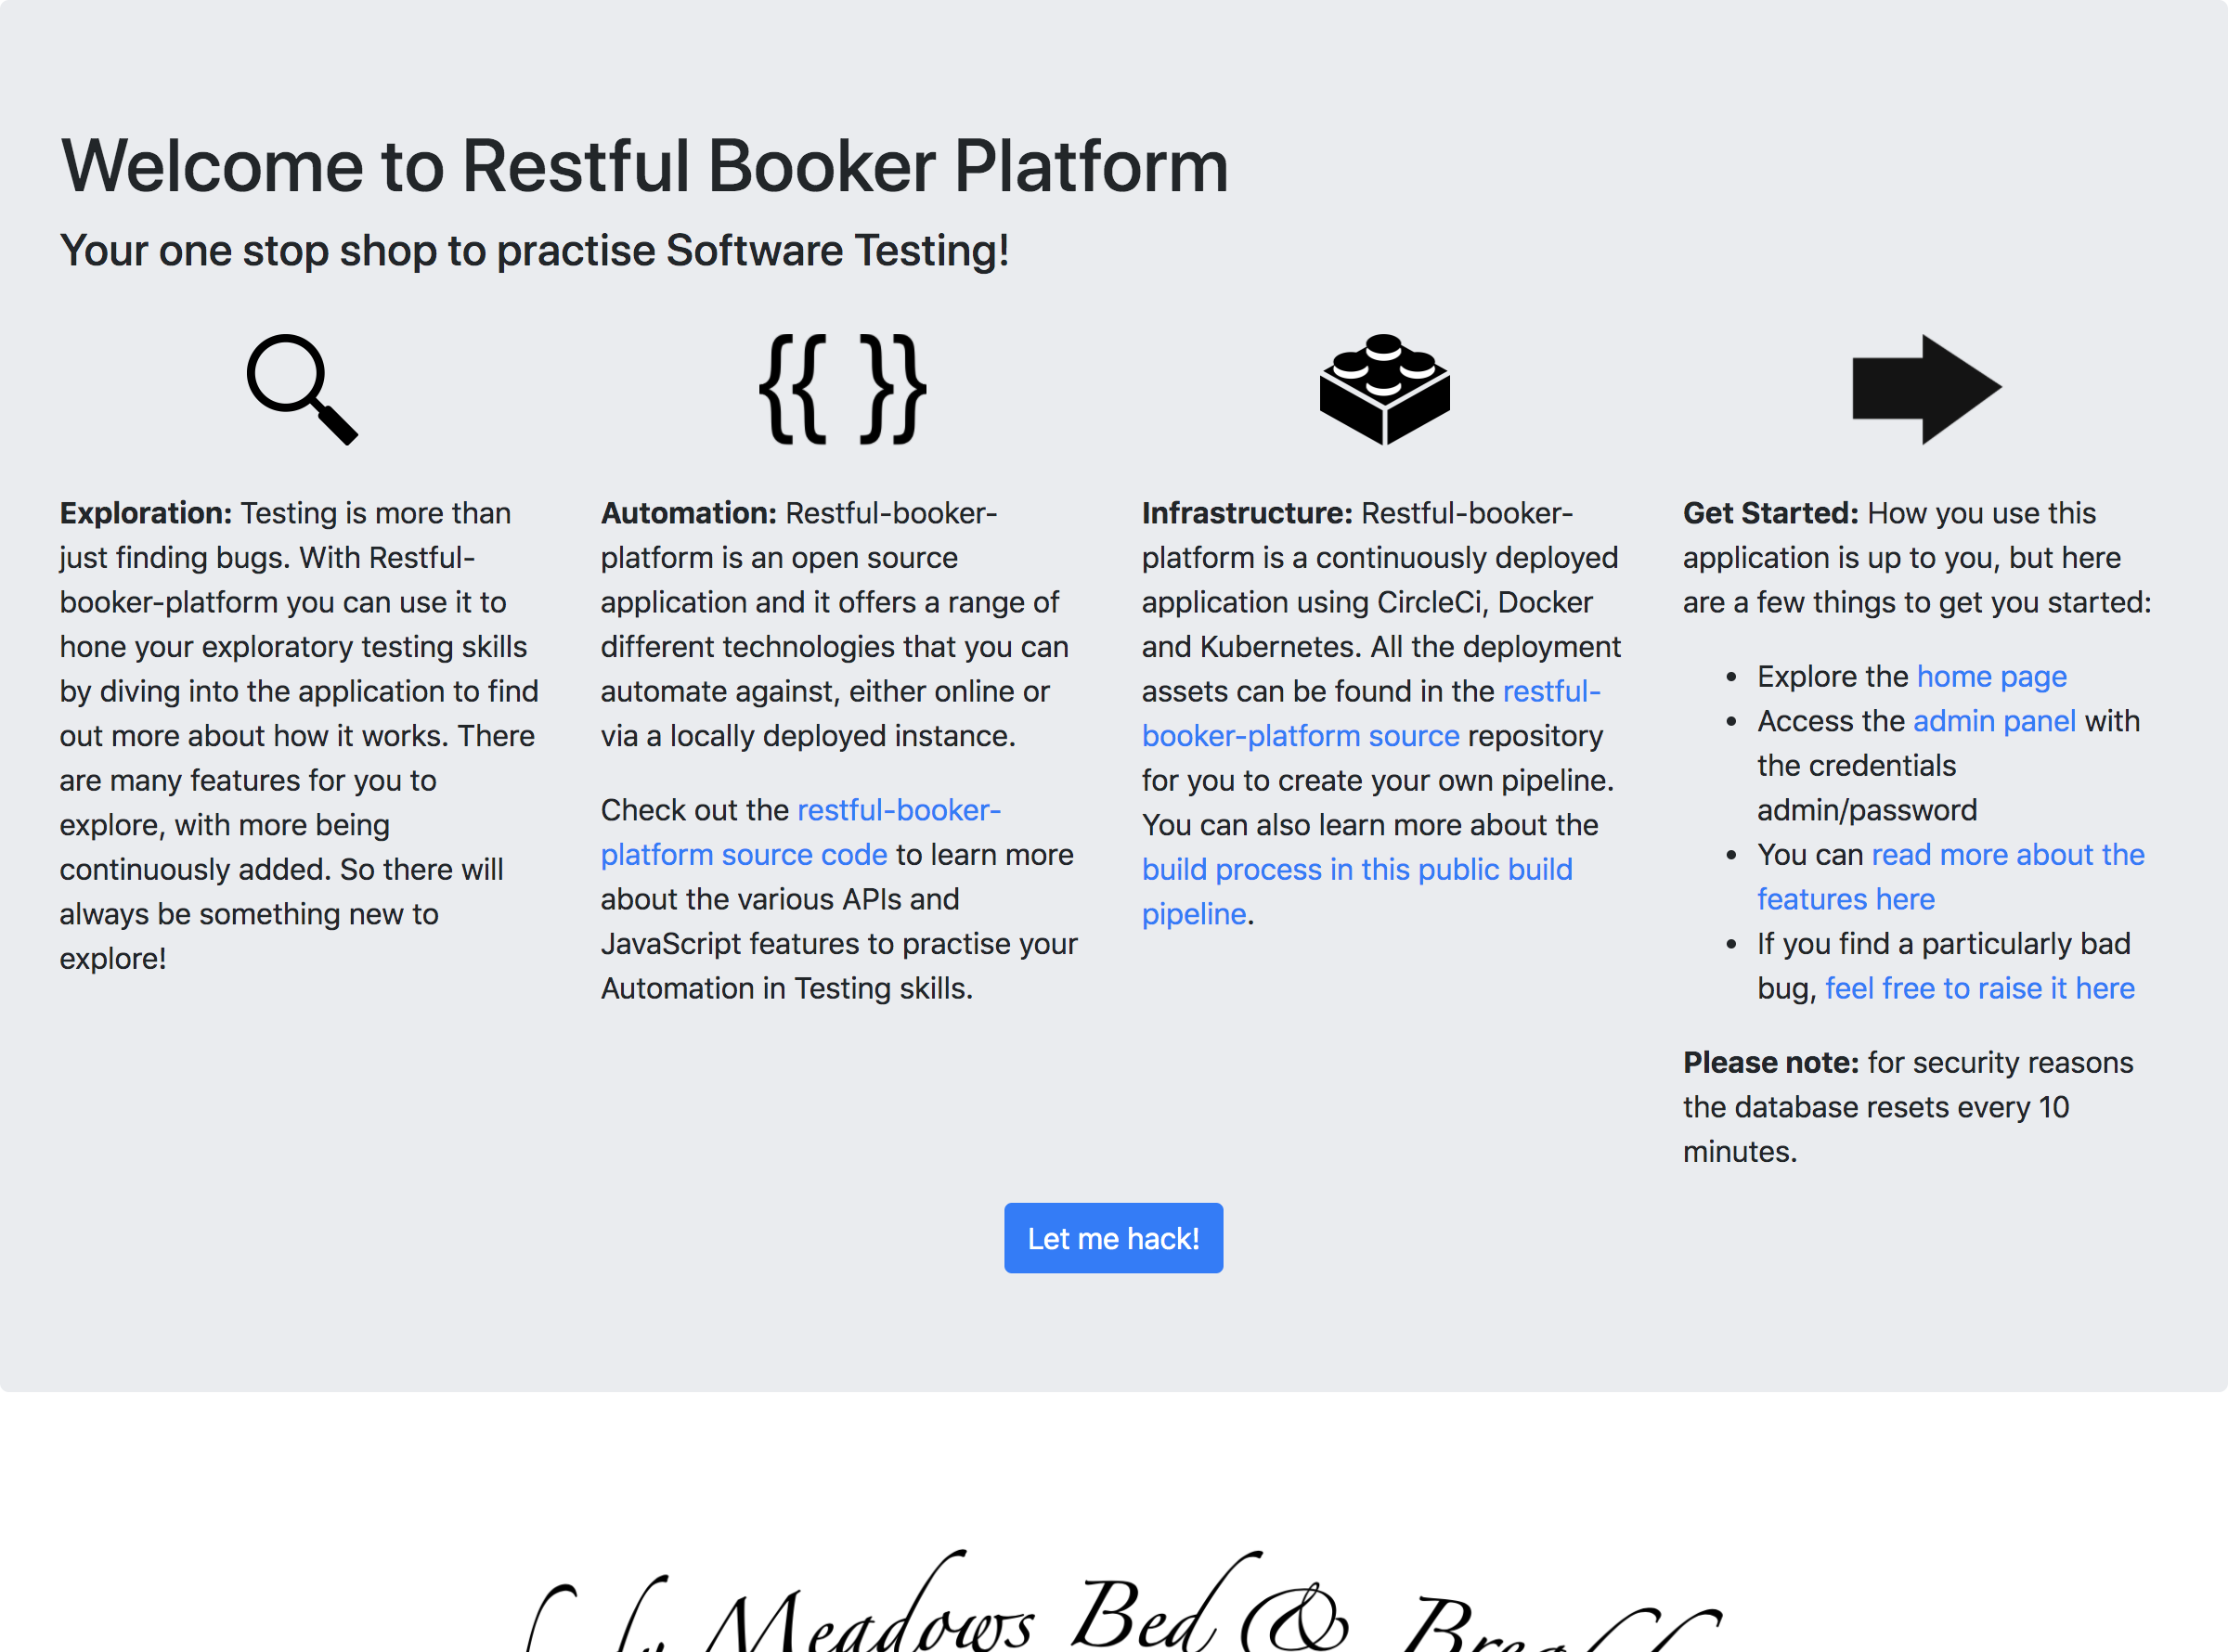 Welcome to Restful Booker Platform
Your one stop shop to practise Software Testing!
{{ }}
Exploration: Testing is more than
just finding bugs. With Restful-
booker-platform you can use it to
hone your exploratory testing skills
by diving into the application to find
out more about how it works. There
are many features for you to
explore, with more being
continuously added. So there will
always be something new to
explore!
Automation: Restful-booker-
platform is an open source
application and it offers a range of
different technologies that you can
automate against, either online or
via a locally deployed instance.
Check out the restful-booker-
platform source code to learn more
about the various APIs and
JavaScript features to practise your
Automation in Testing skills.
Infrastructure: Restful-booker-
platform is a continuously deployed
application using CircleCi, Docker
and Kubernetes. All the deployment
assets can be found in the restful-
booker-platform source repository
for you to create your own pipeline.
You can also learn more about the
build process in this public build
pipeline.
Get Started: How you use this
application is up to you, but here
are a few things to get you started:
• Explore the home page
• Access the admin panel with
the credentials
admin/password
• You can read more about the
features here
• If you find a particularly bad
bug, feel free to raise it here
Please note: for security reasons
the database resets every 10
minutes.
Let me hack!
Meadows Bed &